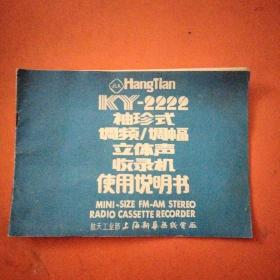 HangTian
KY-2222
袖珍式
调频/调幅
立体声
收录机
使用说明书
MINI-SIZE FM-AM STEREO
RADIO CASSETTE RECORDER
航天工业部上海新华无线电厂